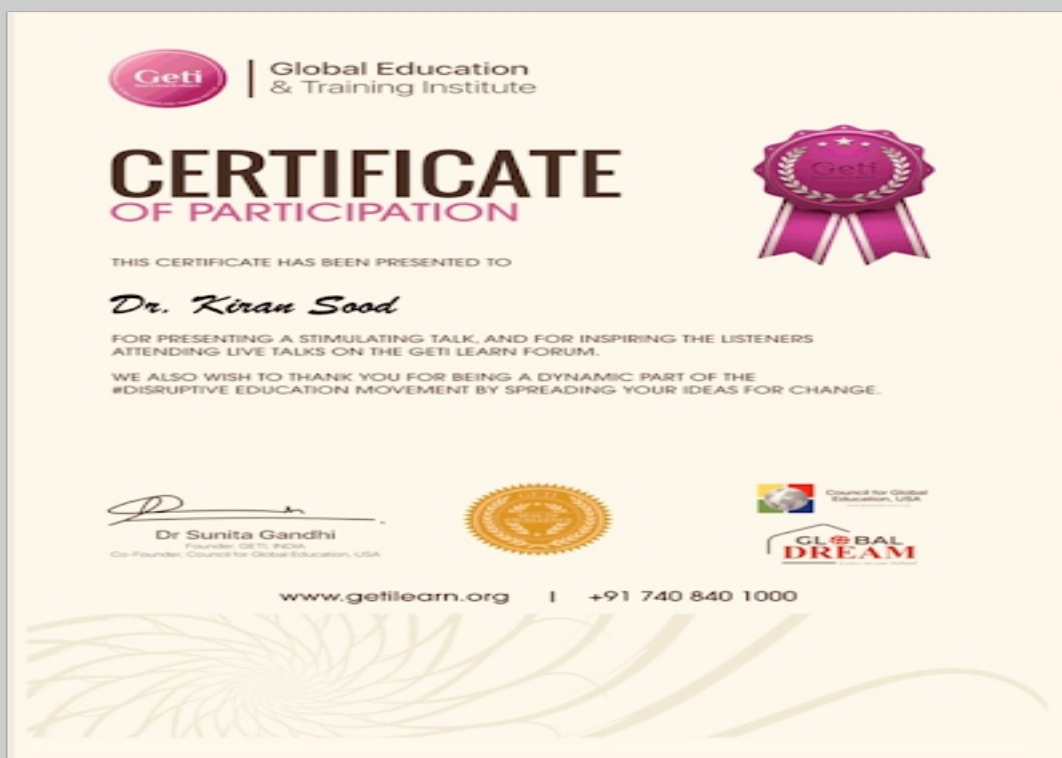 Geti
Global Education
& Training Institute
CERTIFICATE
OF PARTICIPATION
Geti
THIS CERTIFICATE HAS BEEN PRESENTED TO
Dr. Kiran Sood
FOR PRESENTING A STIMULATING TALK, AND FOR INSPIRING THE LISTENERS
ATTENDING LIVE TALKS ON THE GETI LEARN FORUM.
WE ALSO WISH TO THANK YOU FOR BEING A DYNAMIC PART OF THE
#DISRUPTIVE EDUCATION MOVEMENT BY SPREADING YOUR IDEAS FOR CHANGE.
Dr Sunita Gandhi
Founder, GETI, INDIA
Co-Founder, Council for Global Education, USA
GETI
Council for Global
Education, USA
GLOBAL
DREAM
www.getilearn.org | +91 740 840 1000